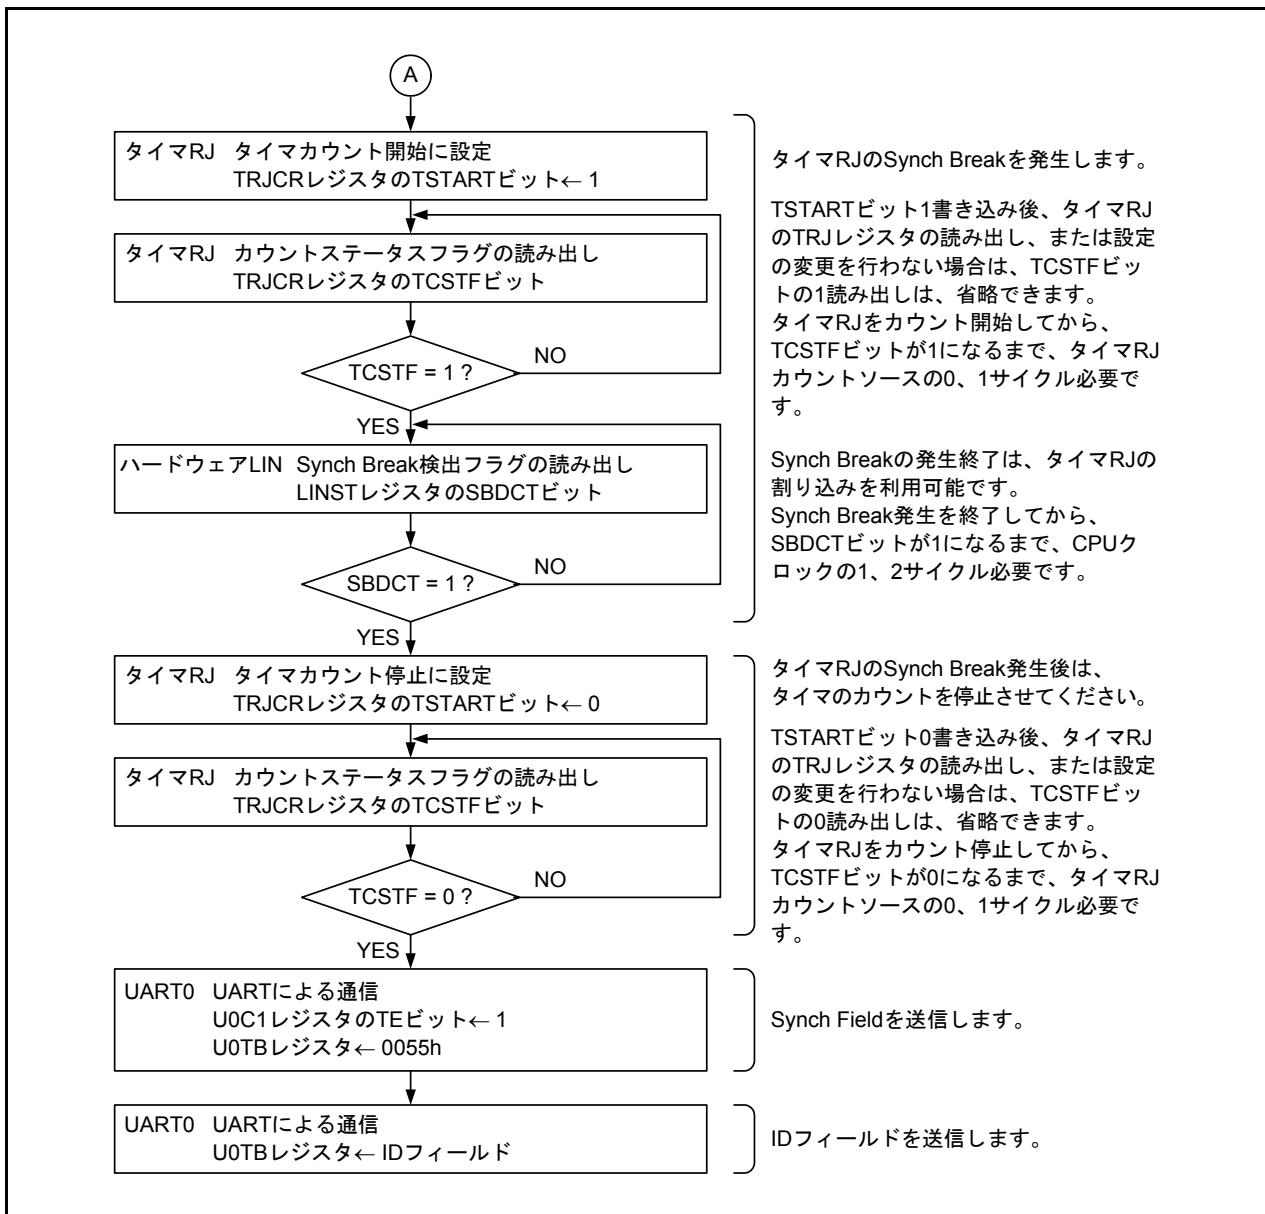 A
タイマRJ タイマカウント開始に設定
TRJCRレジスタのTSTARTビット← 1
タイマRJ カウントステータスフラグの読み出し
TRJCRレジスタのTCSTFビット
TCSTF = 1 ?
NO
YES
ハードウェアLIN Synch Break検出フラグの読み出し
LINSTレジスタのSBDCTビット
SBDCT = 1 ?
NO
YES
タイマRJのSynch Breakを発生します。
TSTARTビット1書き込み後、タイマRJ
のTRJレジスタの読み出し、または設定
の変更を行わない場合は、TCSTFビッ
トの1読み出しは、省略できます。
タイマRJをカウント開始してから、
TCSTFビットが1になるまで、タイマRJ
カウントソースの0、1サイクル必要で
す。
Synch Breakの発生終了は、タイマRJの
割り込みを利用可能です。
Synch Break発生を終了してから、
SBDCTビットが1になるまで、CPUク
ロックの1、2サイクル必要です。
タイマRJ タイマカウント停止に設定
TRJCRレジスタのTSTARTビット← 0
タイマRJ カウントステータスフラグの読み出し
TRJCRレジスタのTCSTFビット
TCSTF = 0 ?
NO
YES
タイマRJのSynch Break発生後は、
タイマのカウントを停止させてください。
TSTARTビット0書き込み後、タイマRJ
のTRJレジスタの読み出し、または設定
の変更を行わない場合は、TCSTFビッ
トの0読み出しは、省略できます。
タイマRJをカウント停止してから、
TCSTFビットが0になるまで、タイマRJ
カウントソースの0、1サイクル必要で
す。
UART0 UARTによる通信
U0C1レジスタのTEビット← 1
U0TBレジスタ← 0055h
Synch Fieldを送信します。
UART0 UARTによる通信
U0TBレジスタ← IDフィールド
IDフィールドを送信します。